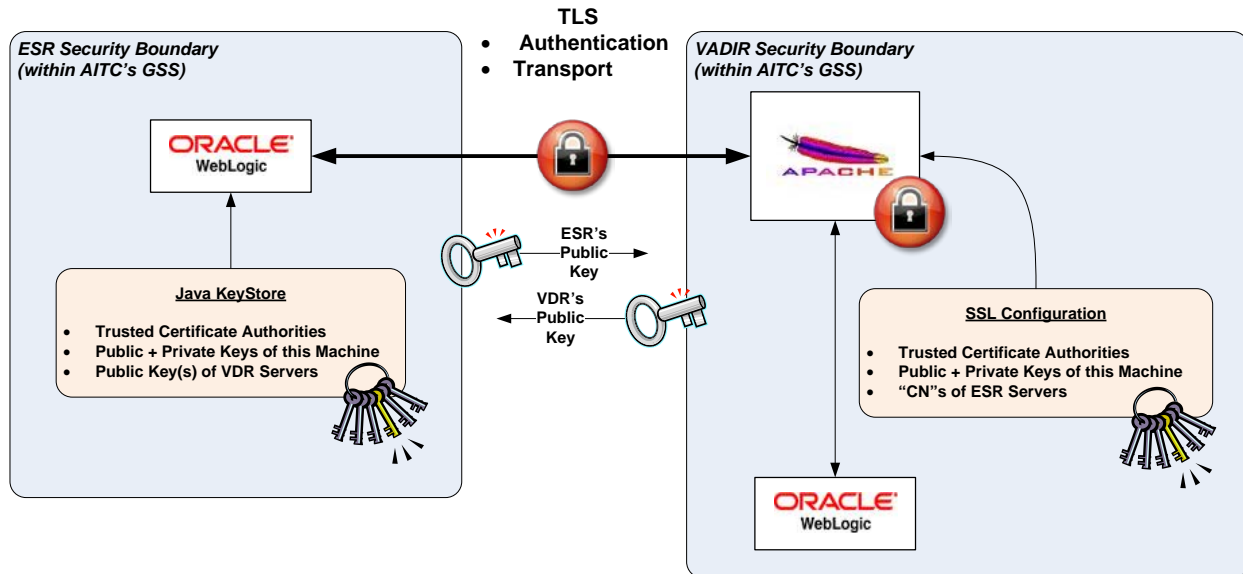 TLS
• Authentication
• Transport
ESR Security Boundary
(within AITC's GSS)
ORACLE®
WebLogic
Java KeyStore
• Trusted Certificate Authorities
• Public + Private Keys of this Machine
• Public Key(s) of VDR Servers
ESR's
Public
Key
VDR's
Public
Key
VADIR Security Boundary
(within AITC's GSS)
APACHE
SSL Configuration
• Trusted Certificate Authorities
• Public + Private Keys of this Machine
• “CN”s of ESR Servers
ORACLE®
WebLogic